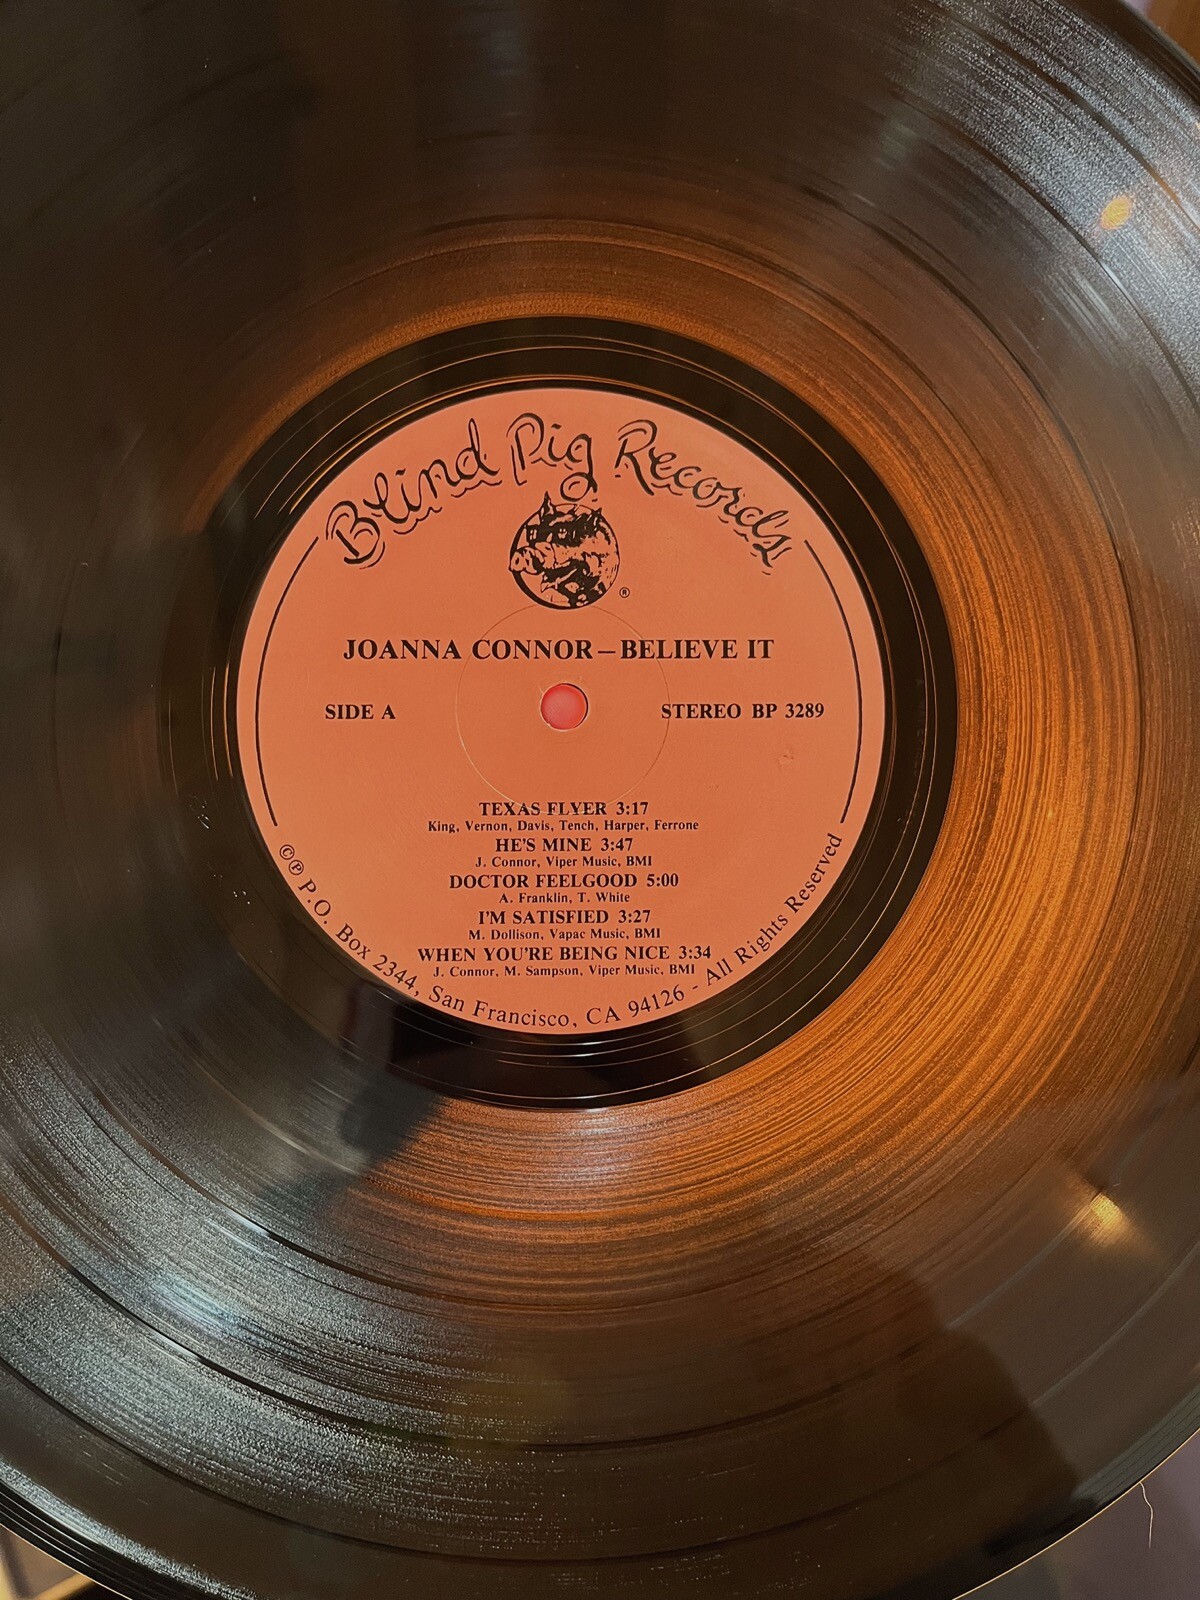 Blind Pig Records
®
JOANNA CONNOR – BELIEVE IT
SIDE A
STEREO BP 3289
TEXAS FLYER 3:17
King, Vernon, Davis, Tench, Harper, Ferrone
HE'S MINE 3:47
J. Connor, Viper Music, BMI
DOCTOR FEELGOOD 5:00
A. Franklin, T. White
I'M SATISFIED 3:27
M. Dollison, Vapac Music, BMI
WHEN YOU'RE BEING NICE 3:34
J. Connor, M. Sampson, Viper Music, BMI
©℗ P.O. Box 2344, San Francisco, CA 94126 - All Rights Reserved